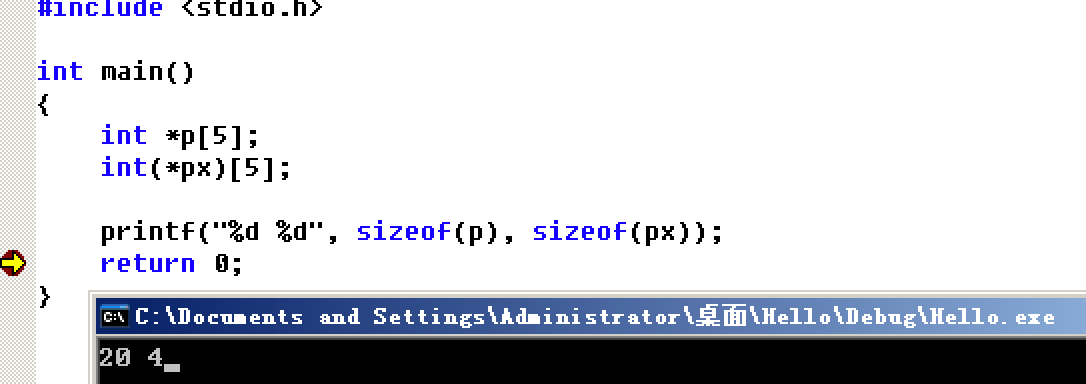 #include <stdio.h>
int main()
{
int *p[5];
int(*px)[5];
printf("%d %d", sizeof(p), sizeof(px));
return 0;
}
C:\Documents and Settings\Administrator\桌面\Hello\Debug\Hello.exe
20 4_